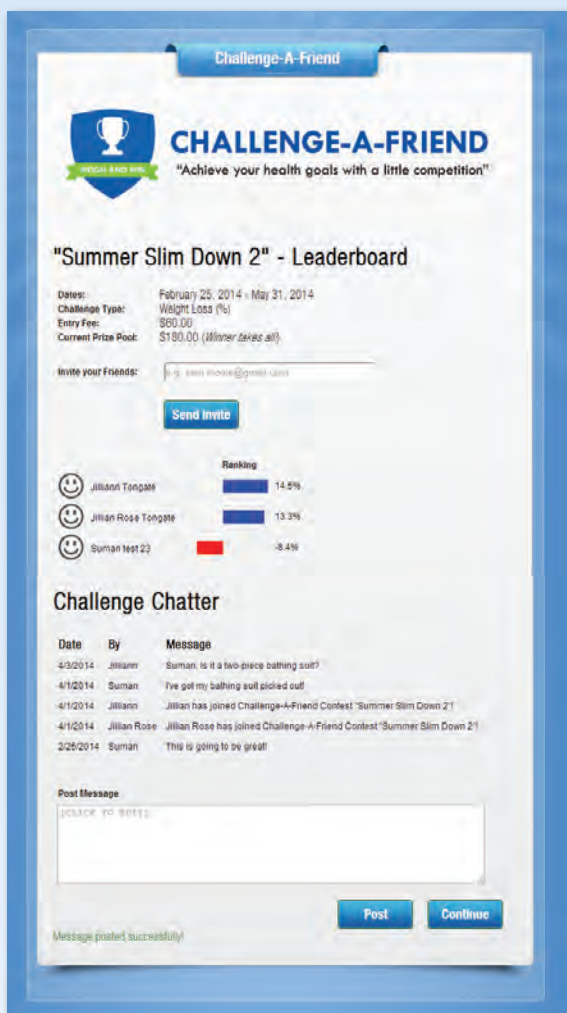 Challenge-A-Friend
WEIGH AND WIN
CHALLENGE-A-FRIEND
"Achieve your health goals with a little competition"
"Summer Slim Down 2" - Leaderboard
Dates: February 25, 2014 - May 31, 2014
Challenge Type: Weight Loss (%)
Entry Fee: $60.00
Current Prize Pool: $180.00 (Winner takes all)
Invite your Friends:
Send Invite
Ranking
Jilliann Tongate 14.6%
Jillian Rose Tongate 13.3%
Suman test 23 -8.4%
Challenge Chatter
Date By Message
4/3/2014 Jilliann Suman, is it a two-piece bathing suit?
4/1/2014 Suman I've got my bathing suit picked out!
4/1/2014 Jilliann Jillian has joined Challenge-A-Friend Contest "Summer Slim Down 2"!
4/1/2014 Jillian Rose Jillian Rose has joined Challenge-A-Friend Contest "Summer Slim Down 2"!
2/25/2014 Suman This is going to be great!
Post Message
Post Continue
Message posted successfully!